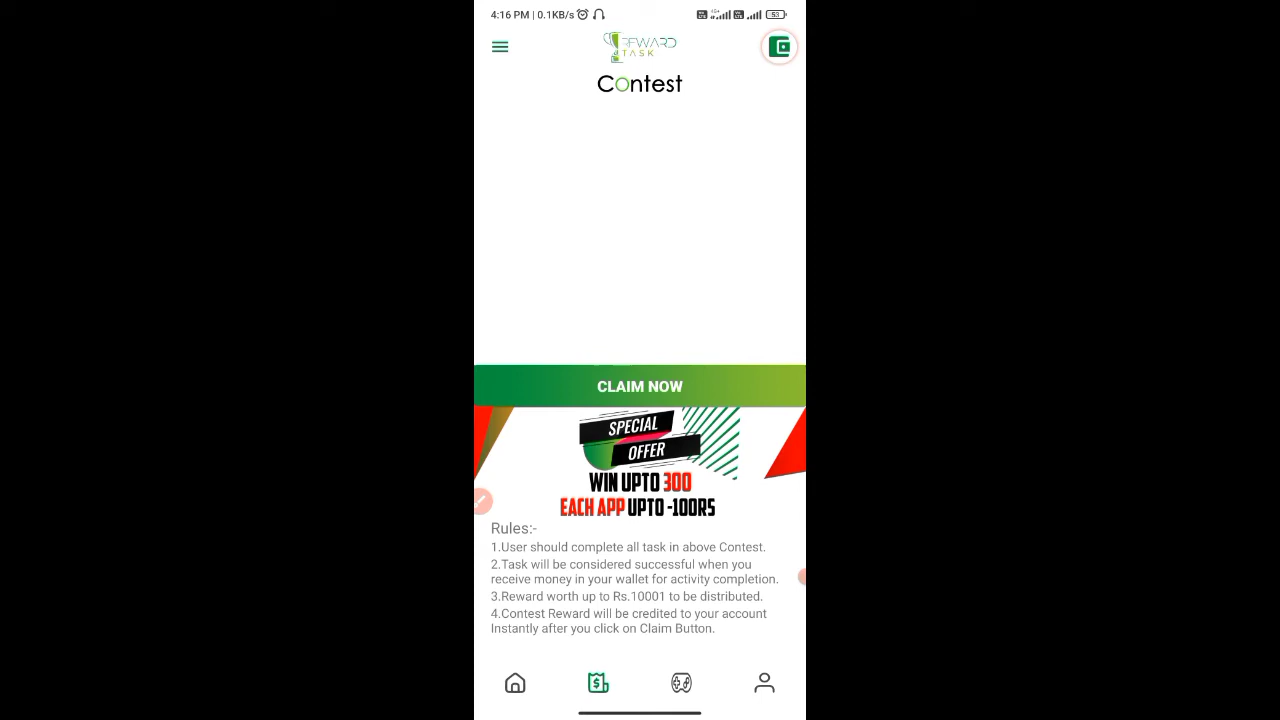 4:16 PM | 0.1KB/s
53
REWARD
TASK
Contest
CLAIM NOW
SPECIAL
OFFER
WIN UPTO 300
EACH APP UPTO -100RS
Rules:-
1.User should complete all task in above Contest.
2.Task will be considered successful when you
receive money in your wallet for activity completion.
3.Reward worth up to Rs.10001 to be distributed.
4.Contest Reward will be credited to your account
Instantly after you click on Claim Button.